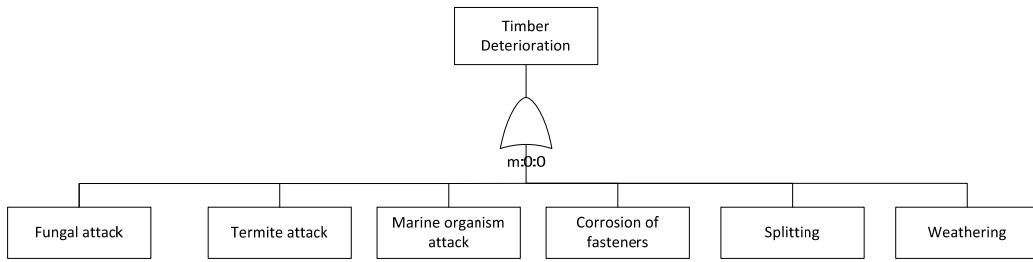 Timber
Deterioration
m:0:0
Fungal attack
Termite attack
Marine organism
attack
Corrosion of
fasteners
Splitting
Weathering